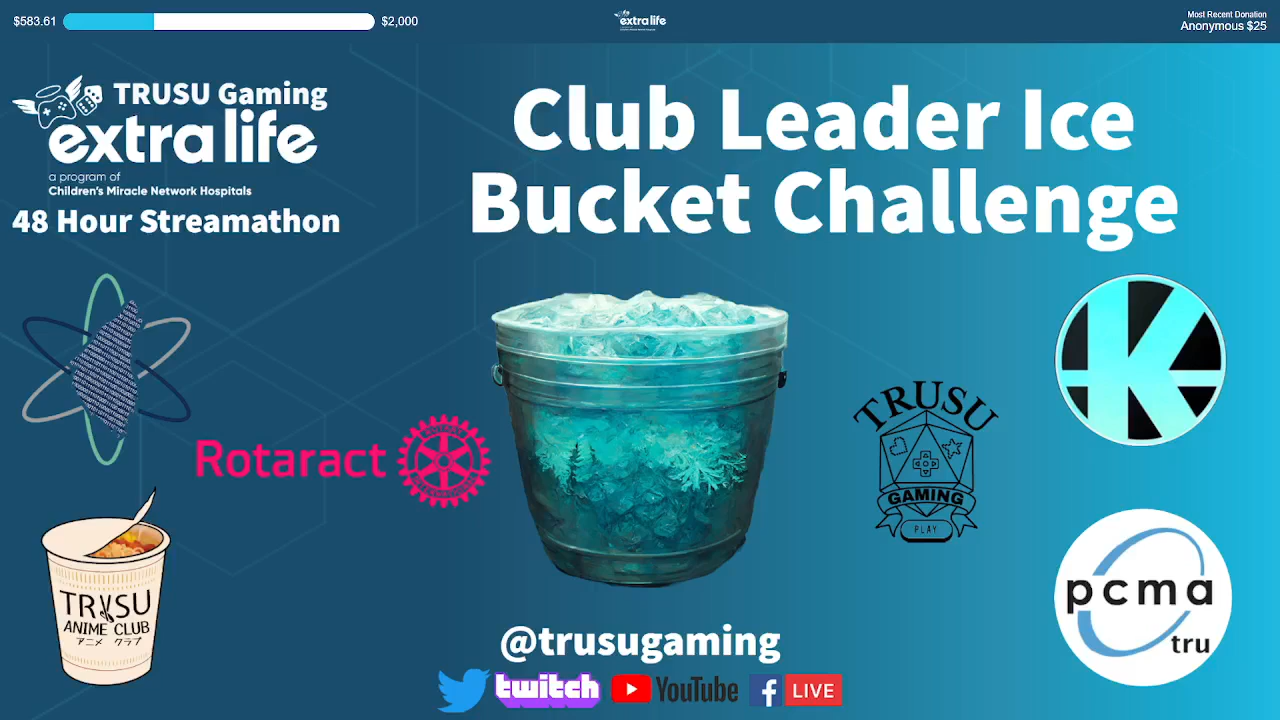 $583.61
$2,000
extra life
Most Recent Donation
Anonymous $25
TRUSU Gaming
extra life
a program of
Children's Miracle Network Hospitals
48 Hour Streamathon
Club Leader Ice
Bucket Challenge
Rotaract
TRUSU
ANIME CLUB
アニメ クラブ
TRUSU
GAMING
PLAY
K
pcma
tru
@trusugaming
twitch
YouTube
f LIVE